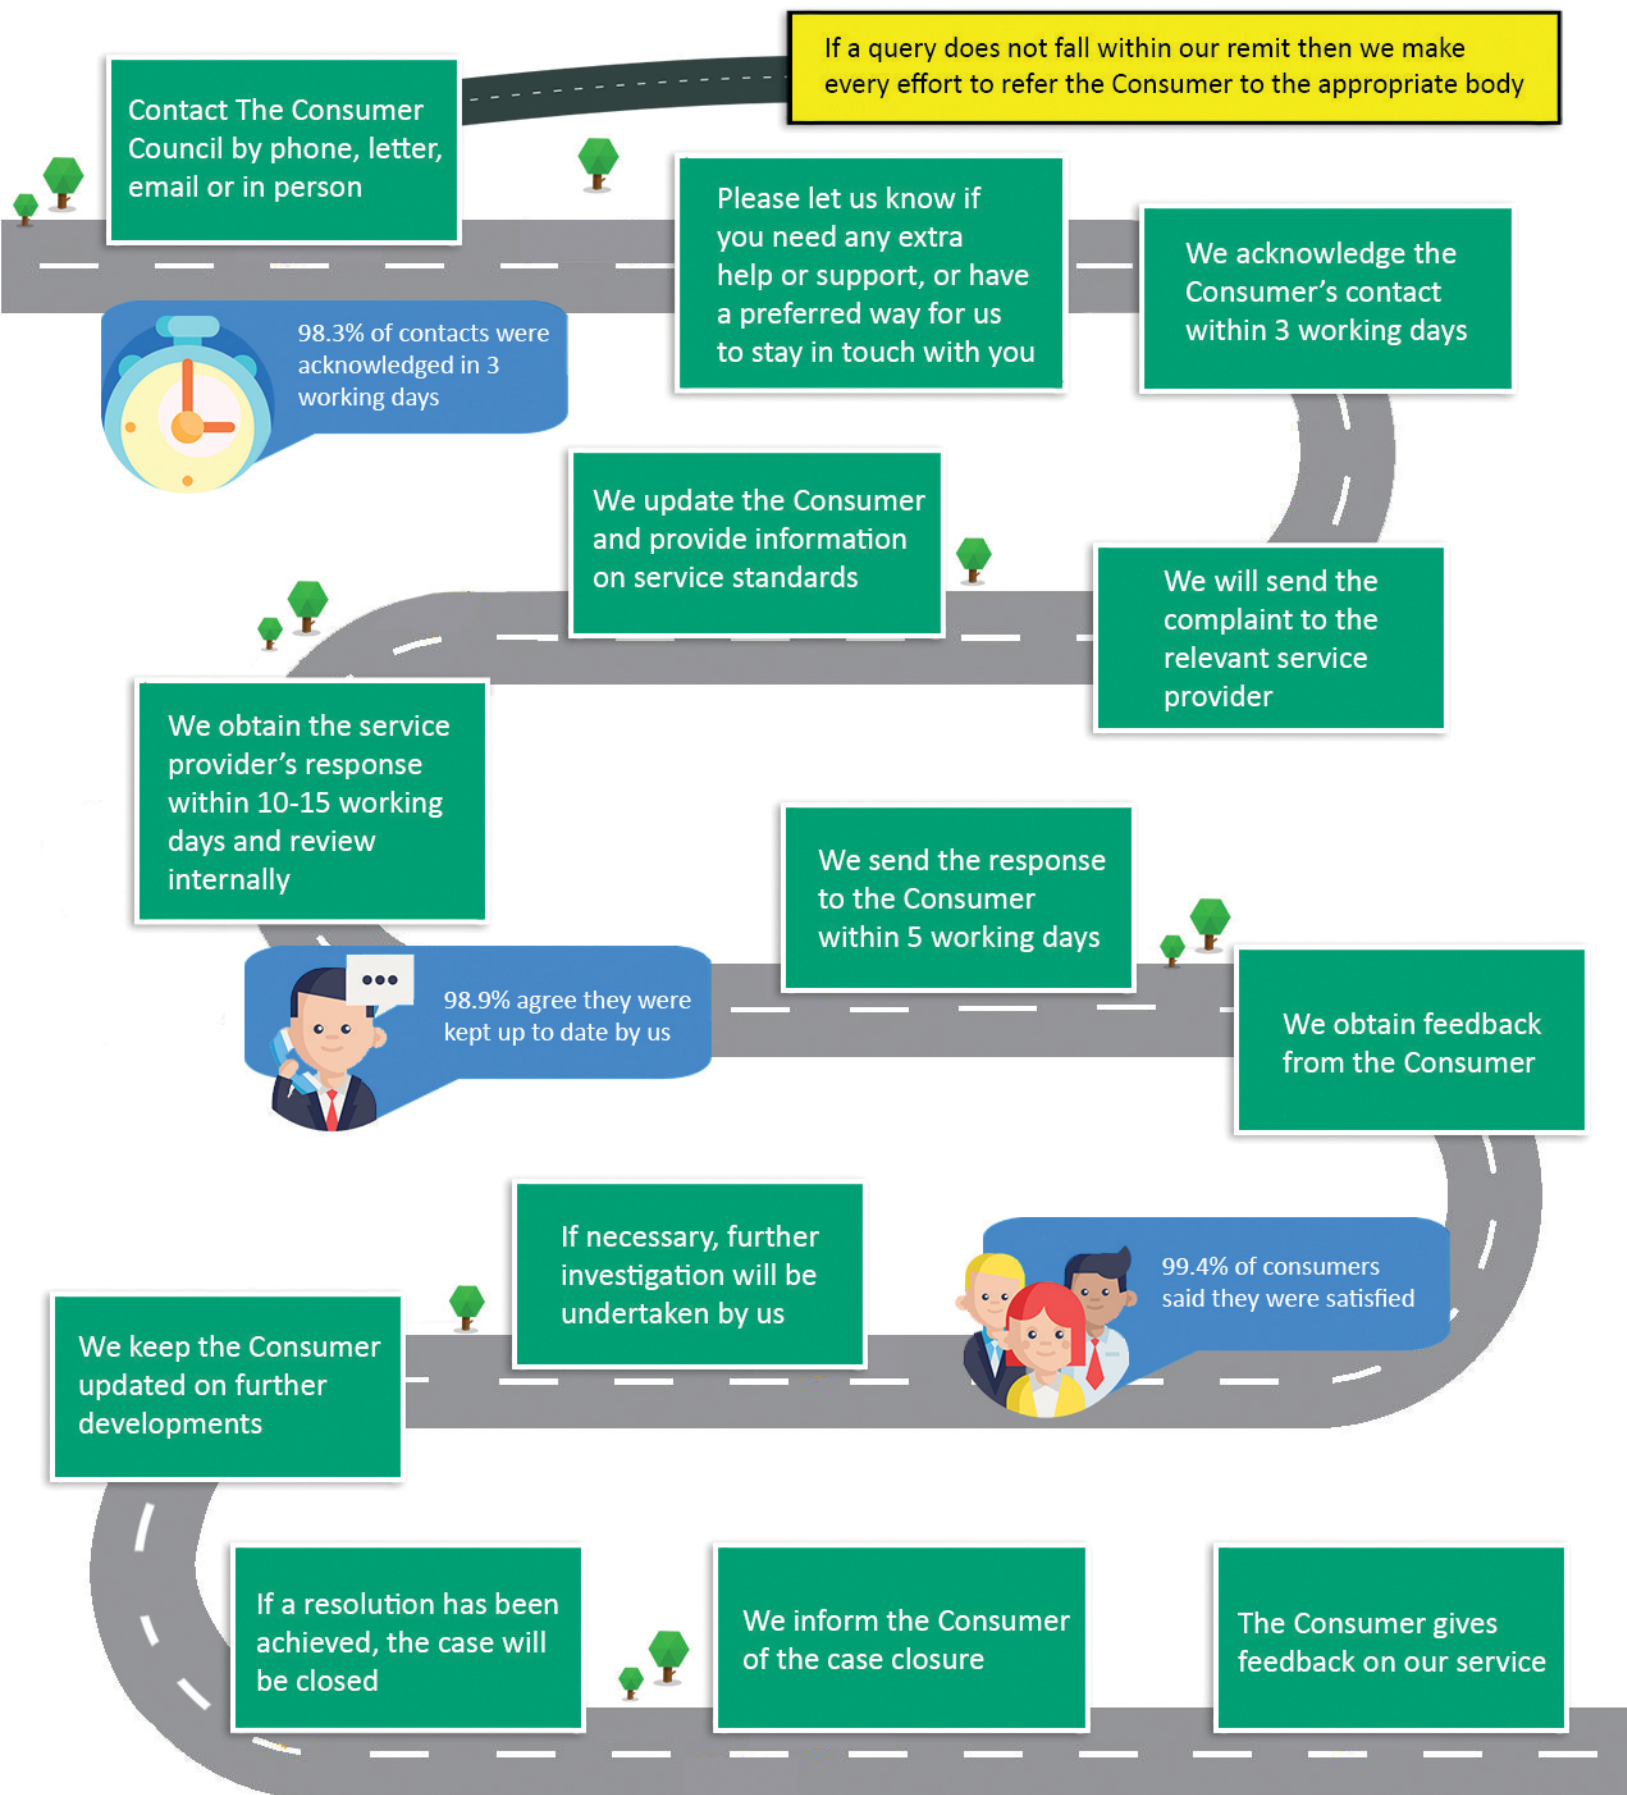 If a query does not fall within our remit then we make
every effort to refer the Consumer to the appropriate body
Contact The Consumer
Council by phone, letter,
email or in person
Please let us know if
you need any extra
help or support, or have
a preferred way for us
to stay in touch with you
We acknowledge the
Consumer’s contact
within 3 working days
98.3% of contacts were
acknowledged in 3
working days
We will send the
complaint to the
relevant service
provider
We update the Consumer
and provide information
on service standards
We obtain the service
provider’s response
within 10-15 working
days and review
internally
98.9% agree they were
kept up to date by us
We send the response
to the Consumer
within 5 working days
We obtain feedback
from the Consumer
99.4% of consumers
said they were satisfied
If necessary, further
investigation will be
undertaken by us
We keep the Consumer
updated on further
developments
If a resolution has been
achieved, the case will
be closed
We inform the Consumer
of the case closure
The Consumer gives
feedback on our service